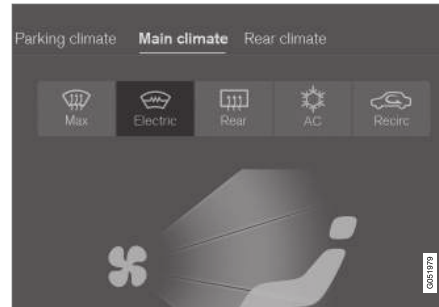 Parking climate Main climate Rear climate
Max Electric Rear AC Recirc
G051979